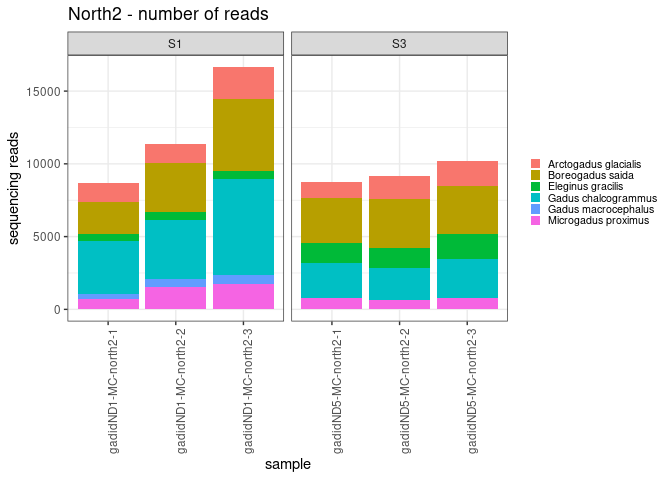 North2 - number of reads
S1
S3
sequencing reads
15000
10000
5000
0
gadidND1-MC-north2-1
gadidND1-MC-north2-2
gadidND1-MC-north2-3
gadidND5-MC-north2-1
gadidND5-MC-north2-2
gadidND5-MC-north2-3
sample
Arctogadus glacialis
Boreogadus saida
Eleginus gracilis
Gadus chalcogrammus
Gadus macrocephalus
Microgadus proximus